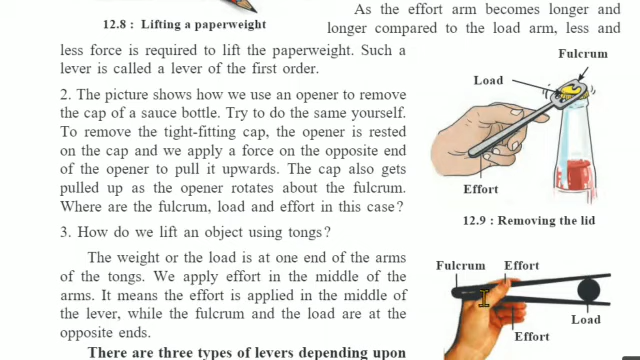 12.8 : Lifting a paperweight
As the effort arm becomes longer and
longer compared to the load arm, less and
less force is required to lift the paperweight. Such a
lever is called a lever of the first order.
2. The picture shows how we use an opener to remove
the cap of a sauce bottle. Try to do the same yourself.
To remove the tight-fitting cap, the opener is rested
on the cap and we apply a force on the opposite end
of the opener to pull it upwards. The cap also gets
pulled up as the opener rotates about the fulcrum.
Where are the fulcrum, load and effort in this case?
3. How do we lift an object using tongs?
The weight or the load is at one end of the arms
of the tongs. We apply effort in the middle of the
arms. It means the effort is applied in the middle of
the lever, while the fulcrum and the load are at the
opposite ends.
There are three types of levers depending upon
Fulcrum
Load
Effort
12.9 : Removing the lid
Fulcrum Effort
Load
Effort